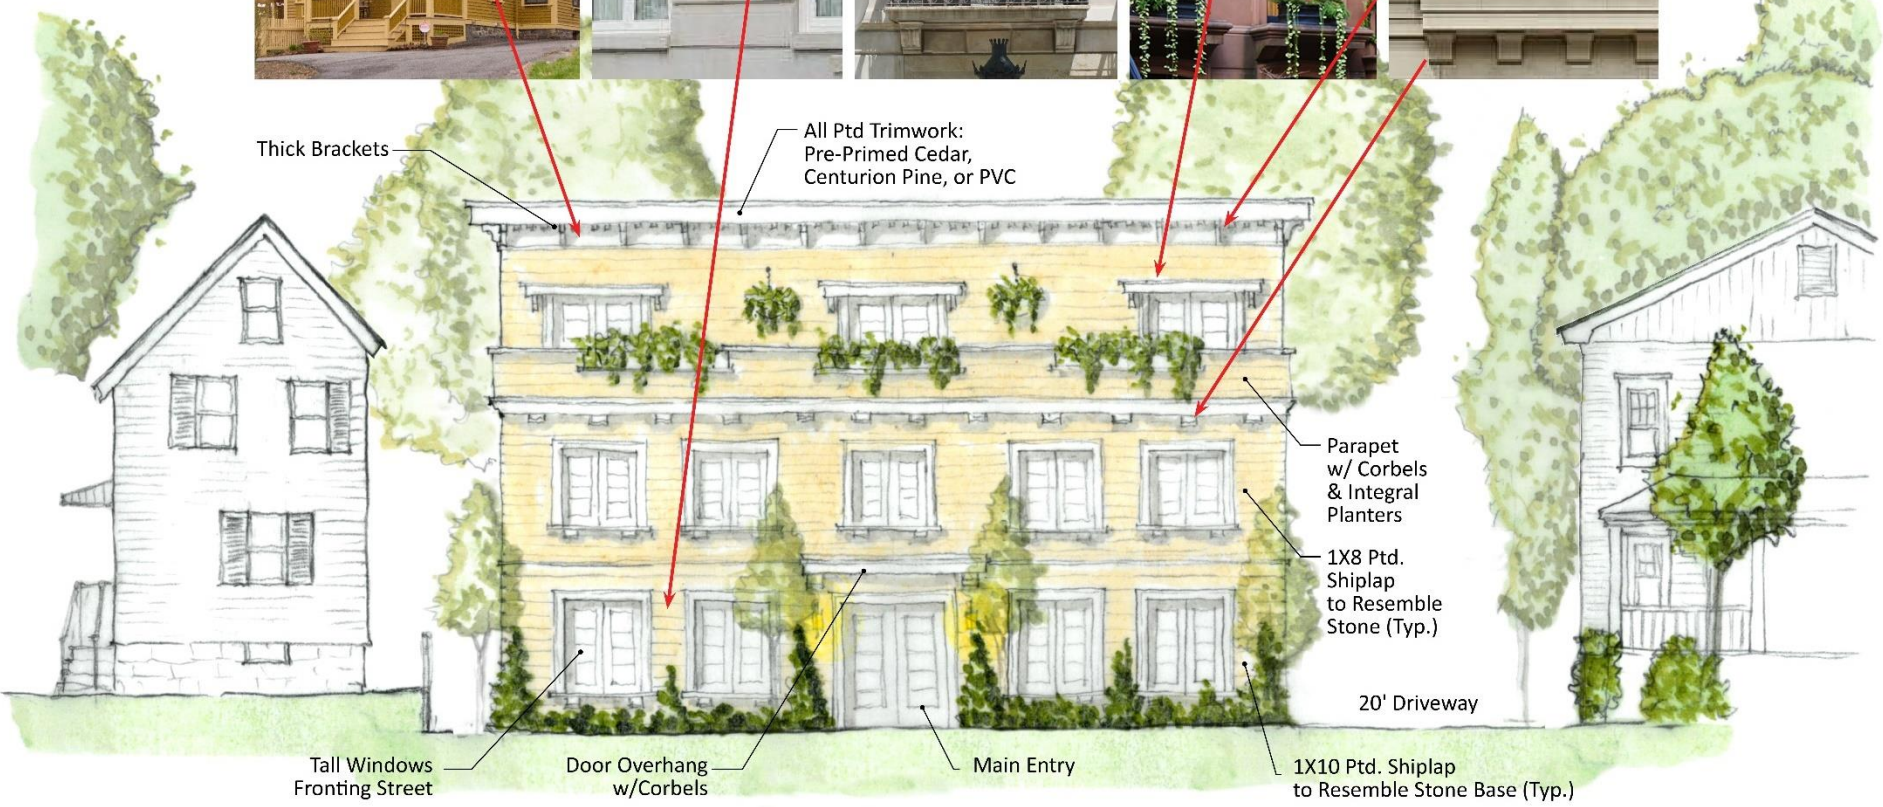 All Ptd Trimwork:
Pre-Primed Cedar,
Centurion Pine, or PVC
Thick Brackets
Parapet
w/ Corbels
& Integral
Planters
1X8 Ptd.
Shiplap
to Resemble
Stone (Typ.)
20' Driveway
Tall Windows
Fronting Street
Door Overhang
w/Corbels
Main Entry
1X10 Ptd. Shiplap
to Resemble Stone Base (Typ.)